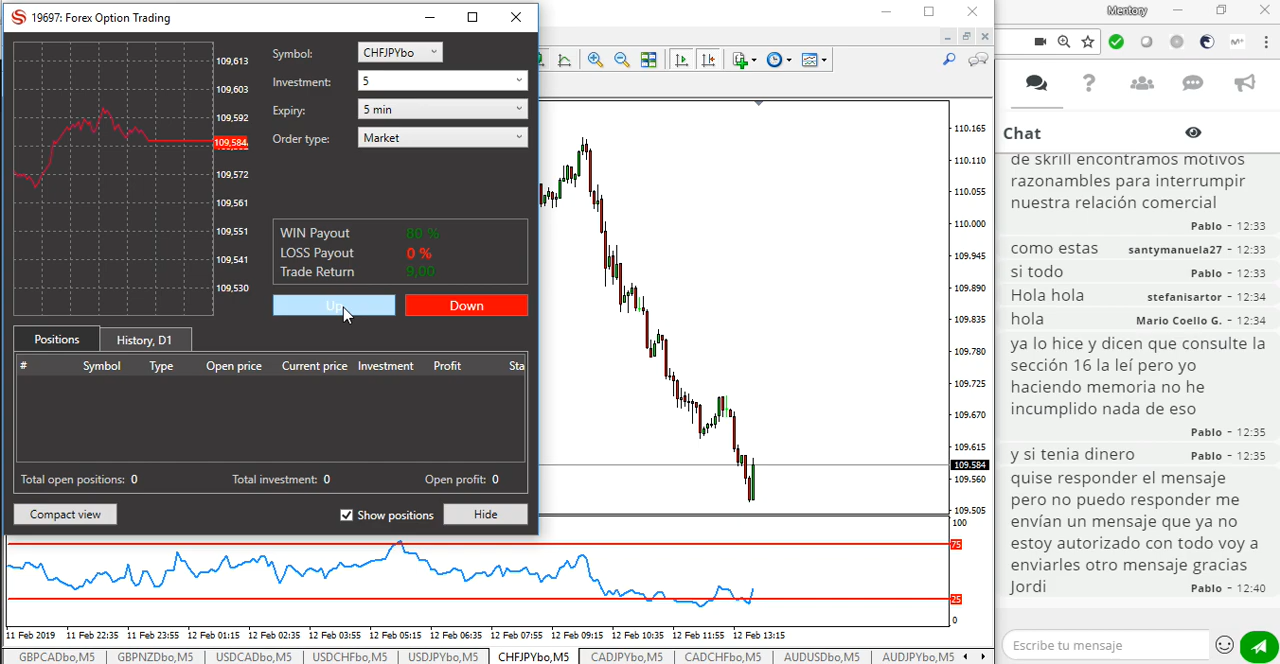 19697: Forex Option Trading
Mentory
109,613
109,603
109,592
109,584
109,572
109,561
109,551
109,541
109,530
Symbol: CHFJPYbo
Investment: 5
Expiry: 5 min
Order type: Market
WIN Payout 80 %
LOSS Payout 0 %
Trade Return 9,00
Up Down
Positions History, D1
# Symbol Type Open price Current price Investment Profit Sta
Total open positions: 0 Total investment: 0 Open profit: 0
Compact view Show positions Hide
110.165
110.110
110.055
110.000
109.945
109.890
109.835
109.780
109.725
109.670
109.615
109.584
109.560
109.505
100
75
25
0
11 Feb 2019 11 Feb 22:35 11 Feb 23:55 12 Feb 01:15 12 Feb 02:35 12 Feb 03:55 12 Feb 05:15 12 Feb 06:35 12 Feb 07:55 12 Feb 09:15 12 Feb 10:35 12 Feb 11:55 12 Feb 13:15
GBPCADbo,M5 GBPNZDbo,M5 USDCADbo,M5 USDCHFbo,M5 USDJPYbo,M5 CHFJPYbo,M5 CADJPYbo,M5 CADCHFbo,M5 AUDUSDbo,M5 AUDJPYbo,M5
Chat
de skrill encontramos motivos
razonambles para interrumpir
nuestra relación comercial
Pablo - 12:33
como estas santymanuela27 - 12:33
si todo Pablo - 12:33
Hola hola stefanisartor - 12:34
hola Mario Coello G. - 12:34
ya lo hice y dicen que consulte la
sección 16 la leí pero yo
haciendo memoria no he
incumplido nada de eso
Pablo - 12:35
y si tenia dinero Pablo - 12:35
quise responder el mensaje
pero no puedo responder me
envían un mensaje que ya no
estoy autorizado con todo voy a
enviarles otro mensaje gracias
Jordi Pablo - 12:40
Escribe tu mensaje